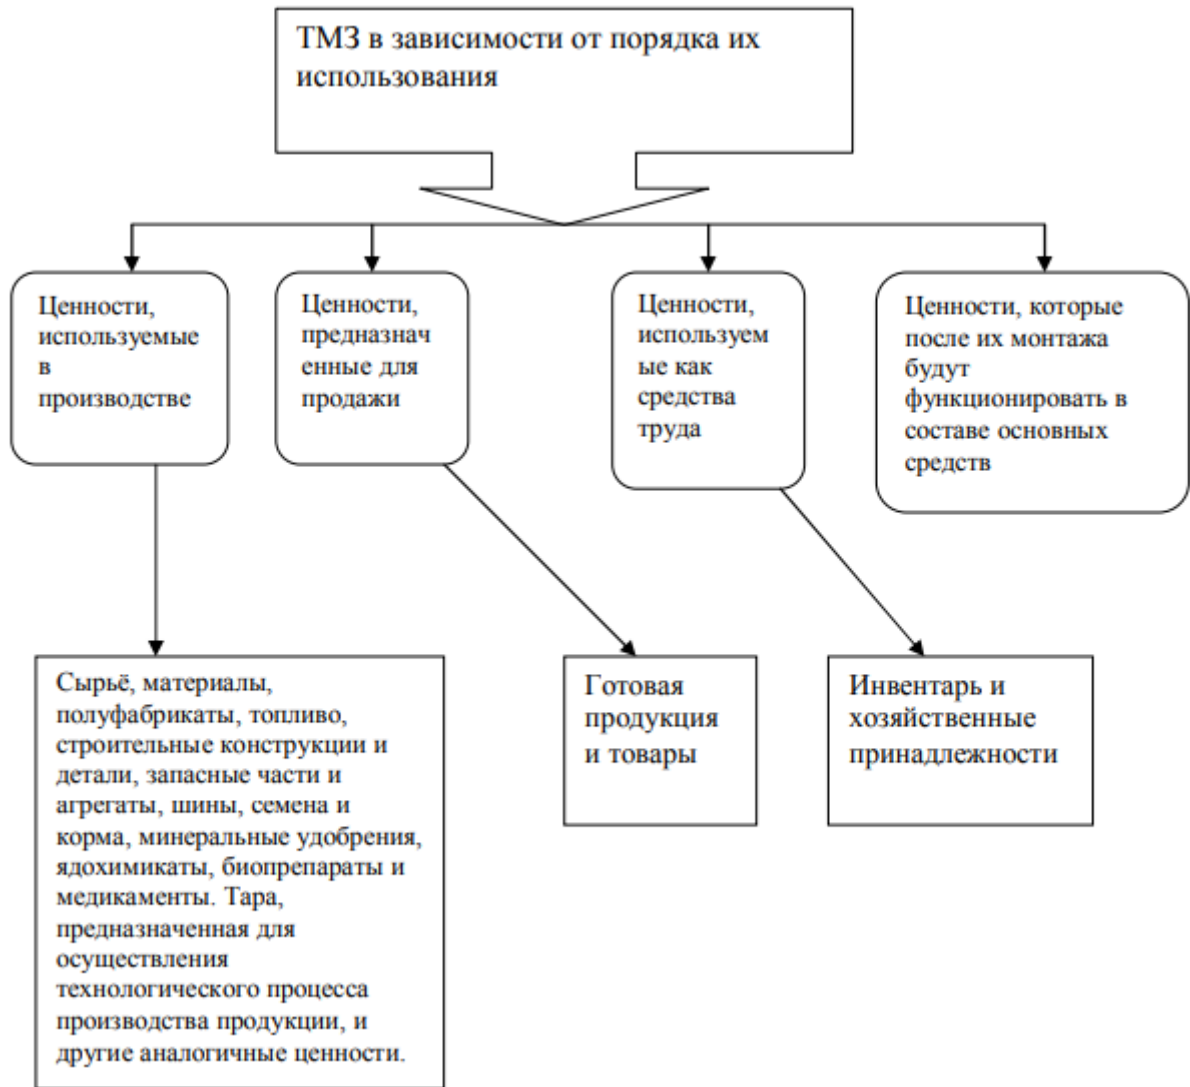 ТМЗ в зависимости от порядка их
использования
Ценности,
используемые
в
производстве
Ценности,
предназнач
енные для
продажи
Ценности,
используем
ые как
средства
труда
Ценности, которые
после их монтажа
будут
функционировать в
составе основных
средств
Сырьё, материалы,
полуфабрикаты, топливо,
строительные конструкции и
детали, запасные части и
агрегаты, шины, семена и
корма, минеральные удобрения,
ядохимикаты, биопрепараты и
медикаменты. Тара,
предназначенная для
осуществления
технологического процесса
производства продукции, и
другие аналогичные ценности.
Готовая
продукция
и товары
Инвентарь и
хозяйственные
принадлежности